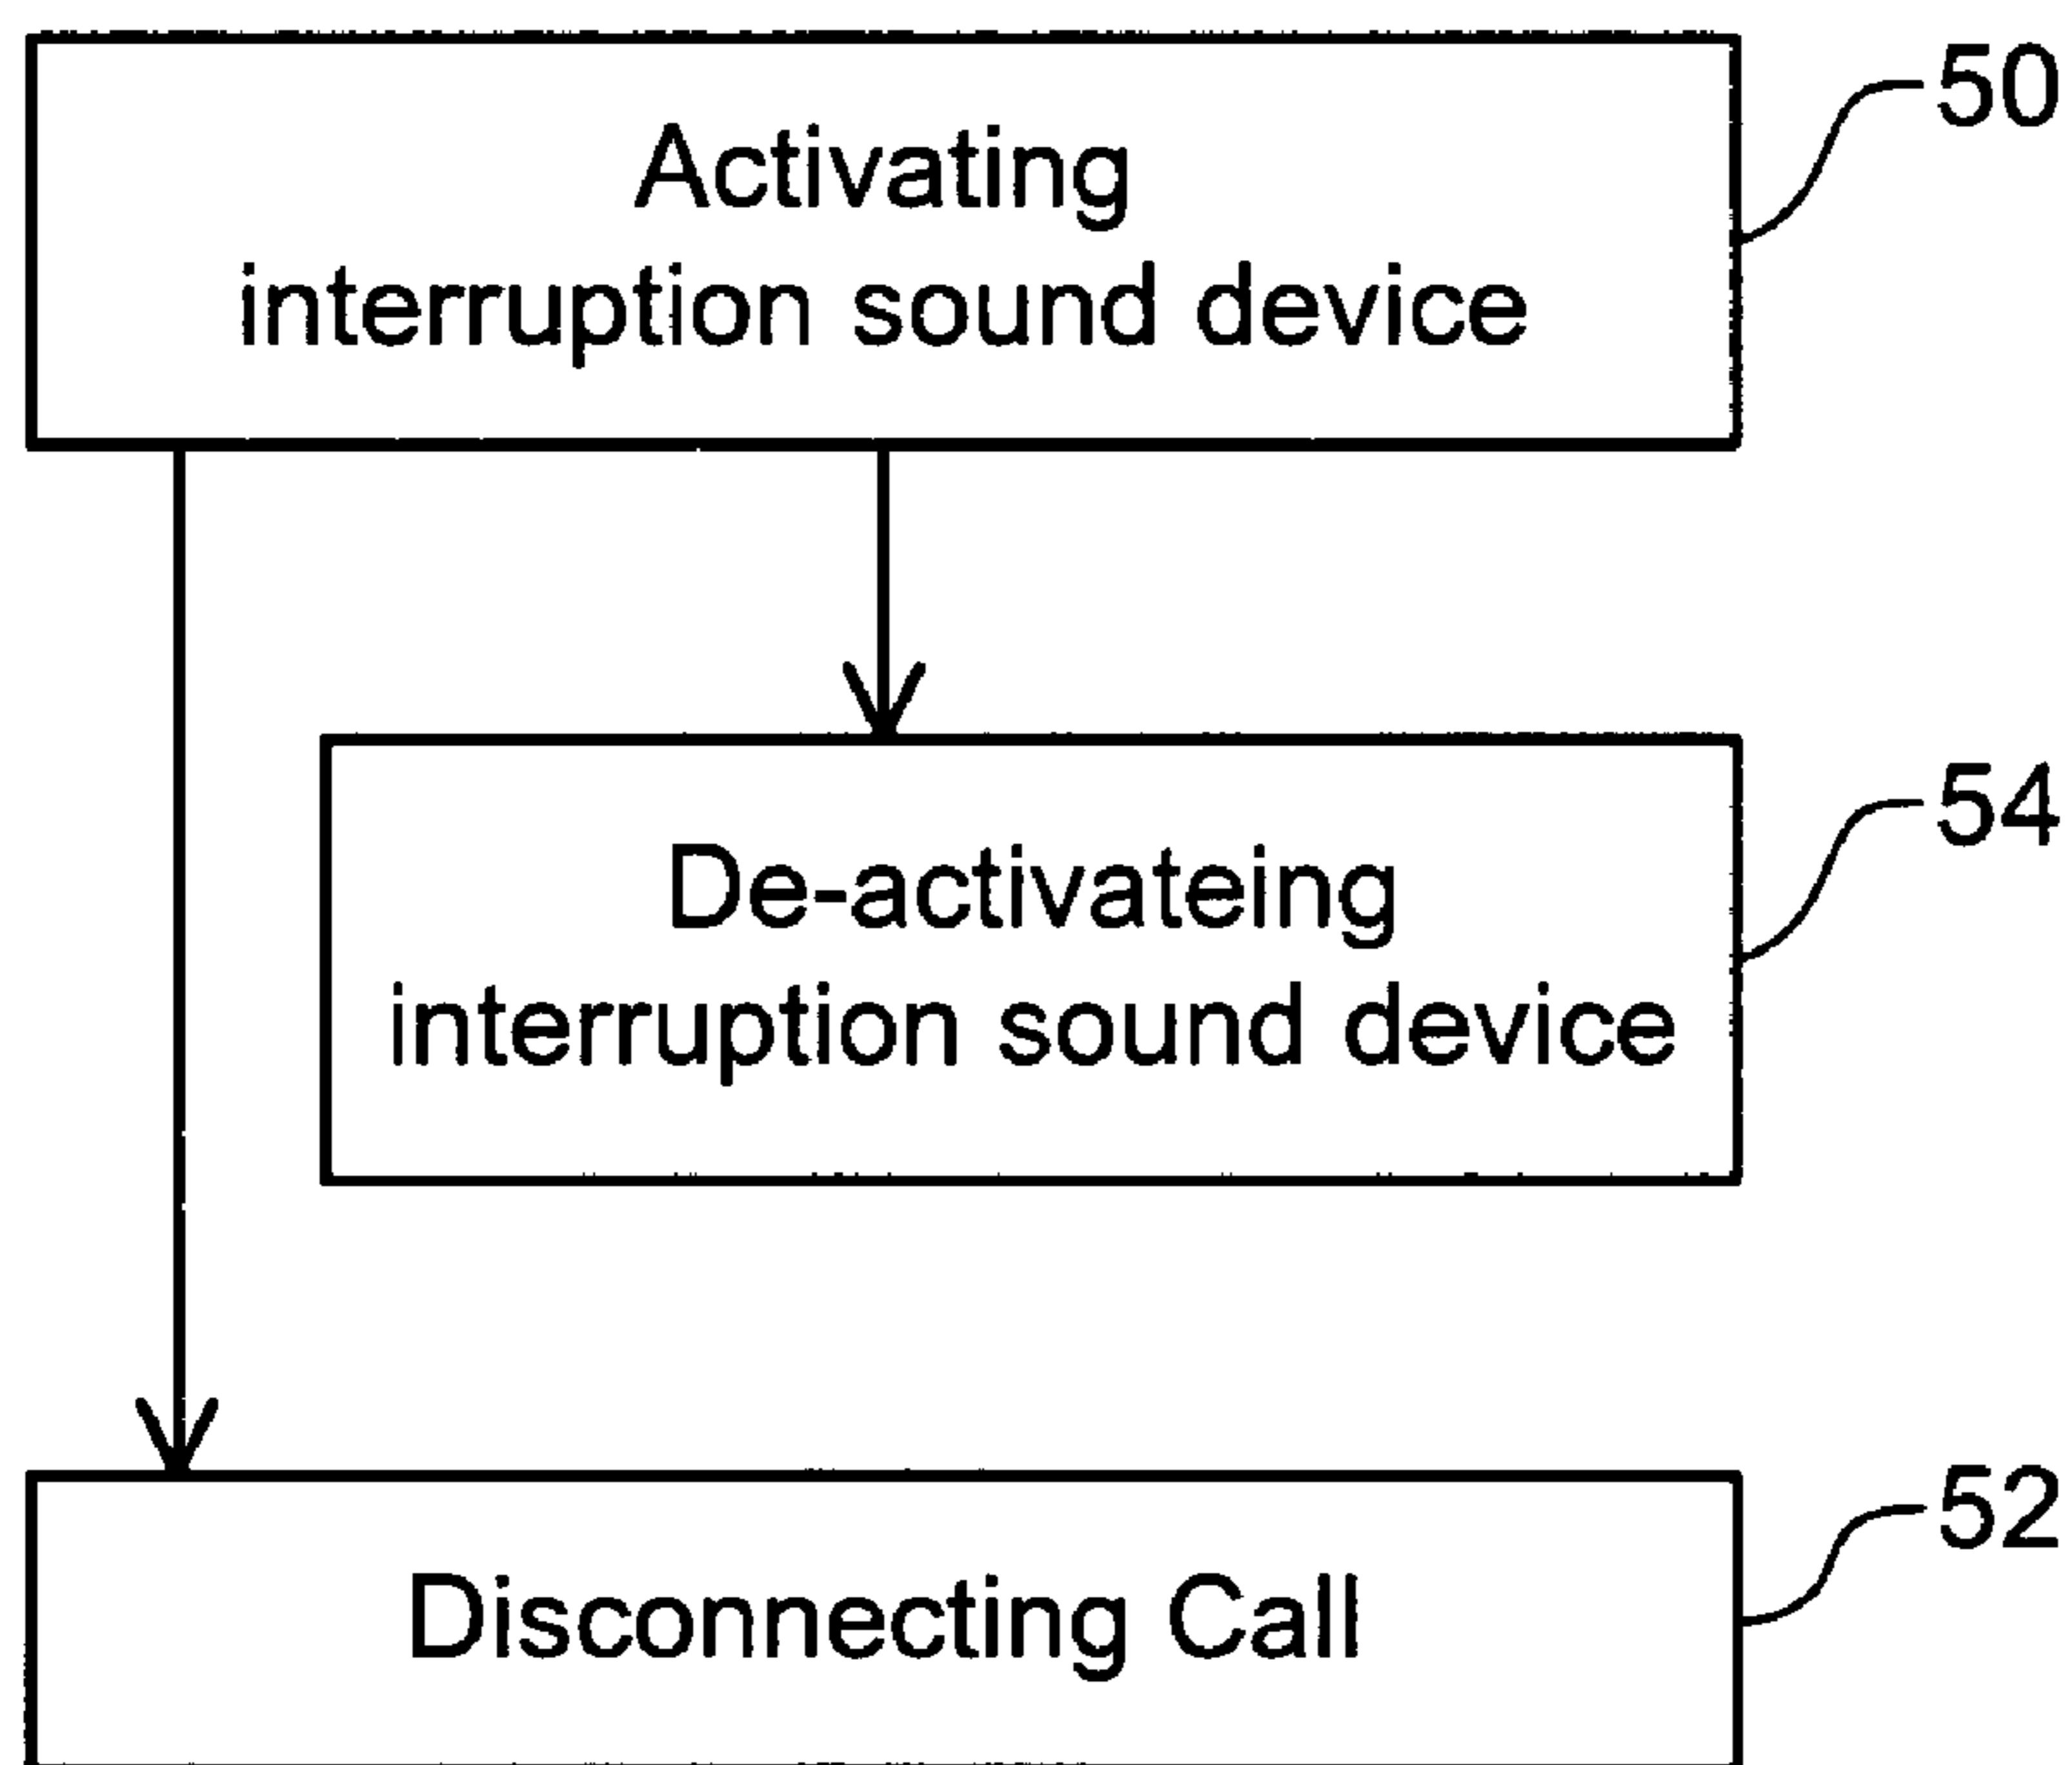 Activating
interruption sound device
50
De-activateing
interruption sound device
54
Disconnecting Call
52